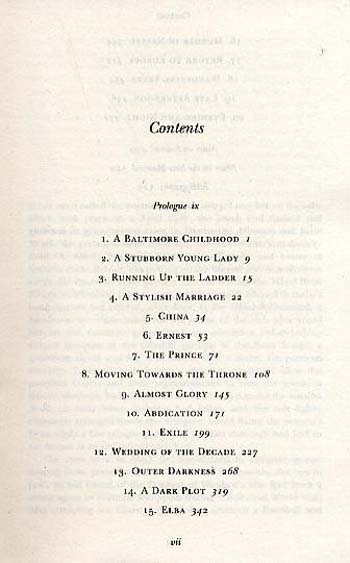 Contents
Prologue ix
1. A Baltimore Childhood 1
2. A Stubborn Young Lady 9
3. Running Up the Ladder 15
4. A Stylish Marriage 22
5. China 34
6. Ernest 53
7. The Prince 71
8. Moving Towards the Throne 108
9. Almost Glory 145
10. Abdication 171
11. Exile 199
12. Wedding of the Decade 227
13. Outer Darkness 268
14. A Dark Plot 319
15. Elba 342
vii